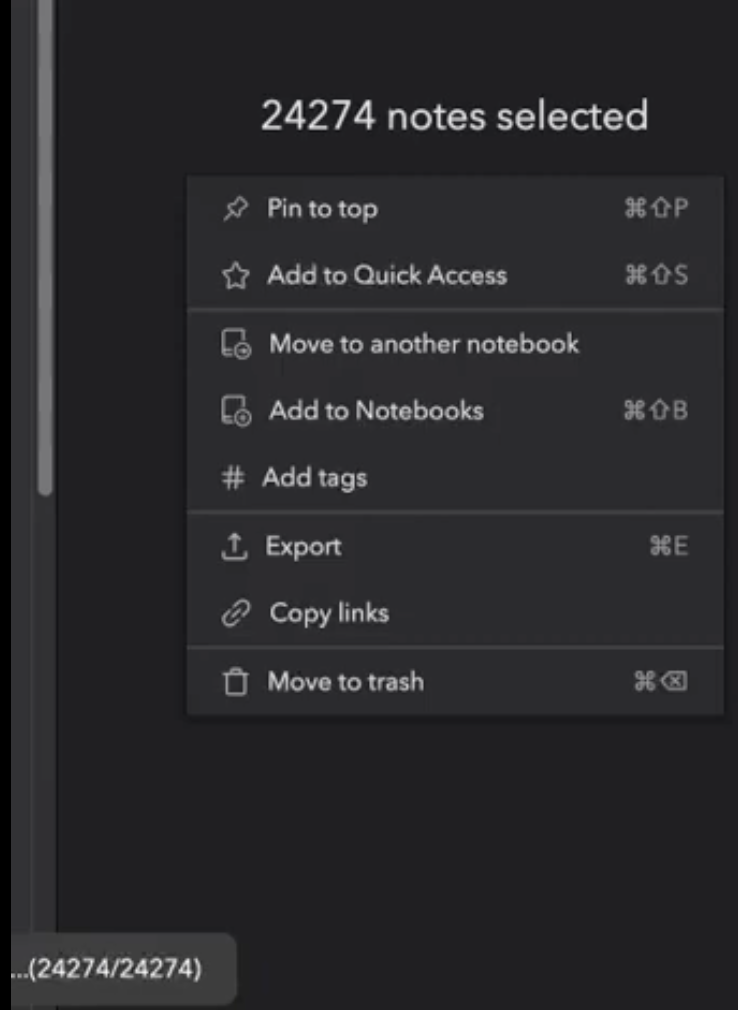 24274 notes selected
Pin to top ⌘⇧P
Add to Quick Access ⌘⇧S
Move to another notebook
Add to Notebooks ⌘⇧B
# Add tags
Export ⌘E
Copy links
Move to trash ⌘⌫
...(24274/24274)